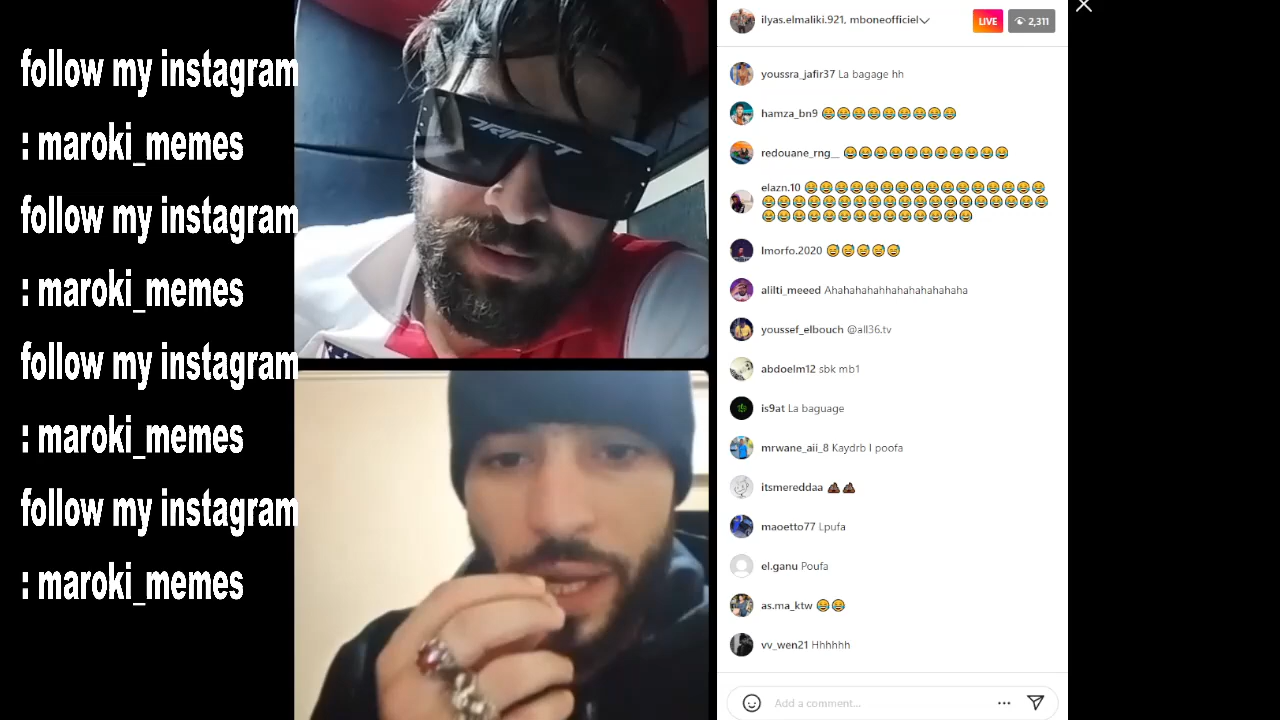 follow my instagram
: maroki_memes
follow my instagram
: maroki_memes
follow my instagram
: maroki_memes
follow my instagram
: maroki_memes
DRIFT
ilyas.elmaliki.921, mboneofficiel
LIVE 2,311
youssra_jafir37 La bagage hh
hamza_bn9 😂😂😂😂😂😂😂😂😂
redouane_rng__ 😂😂😂😂😂😂😂😂😂😂😂
elazn.10 😂😂😂😂😂😂😂😂😂😂😂😂😂😂😂😂
😂😂😂😂😂😂😂😂😂😂😂😂😂😂😂😂😂😂😂
😂😂😂😂😂😂😂😂😂😂😂😂😂😂
lmorfo.2020 😅😅😅😅😅
alilti_meeed Ahahahahahhahahahahahaha
youssef_elbouch @all36.tv
abdoelm12 sbk mb1
is9at La baguage
mrwane_aii_8 Kaydrb l poofa
itsmereddaa 💩💩
maoetto77 Lpufa
el.ganu Poufa
as.ma_ktw 😂😂
vv_wen21 Hhhhhh
Add a comment...